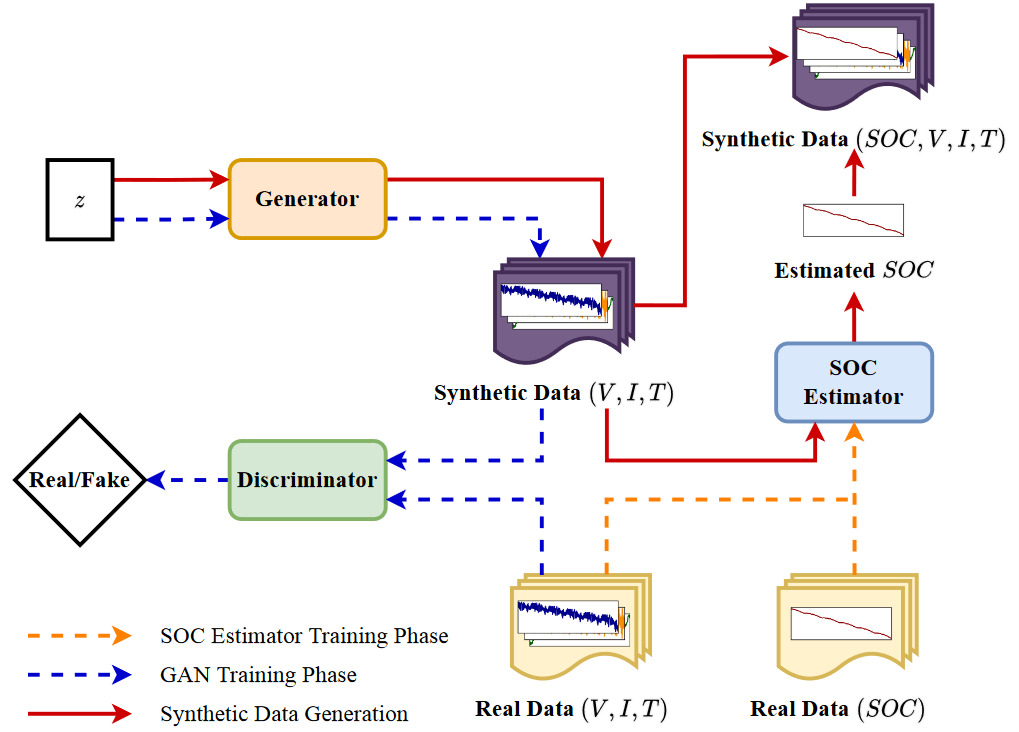 Synthetic Data (SOC, V, I, T)
z
Generator
Estimated SOC
SOC
Estimator
Synthetic Data (V, I, T)
Real/Fake
Discriminator
SOC Estimator Training Phase
GAN Training Phase
Synthetic Data Generation
Real Data (V, I, T)
Real Data (SOC)